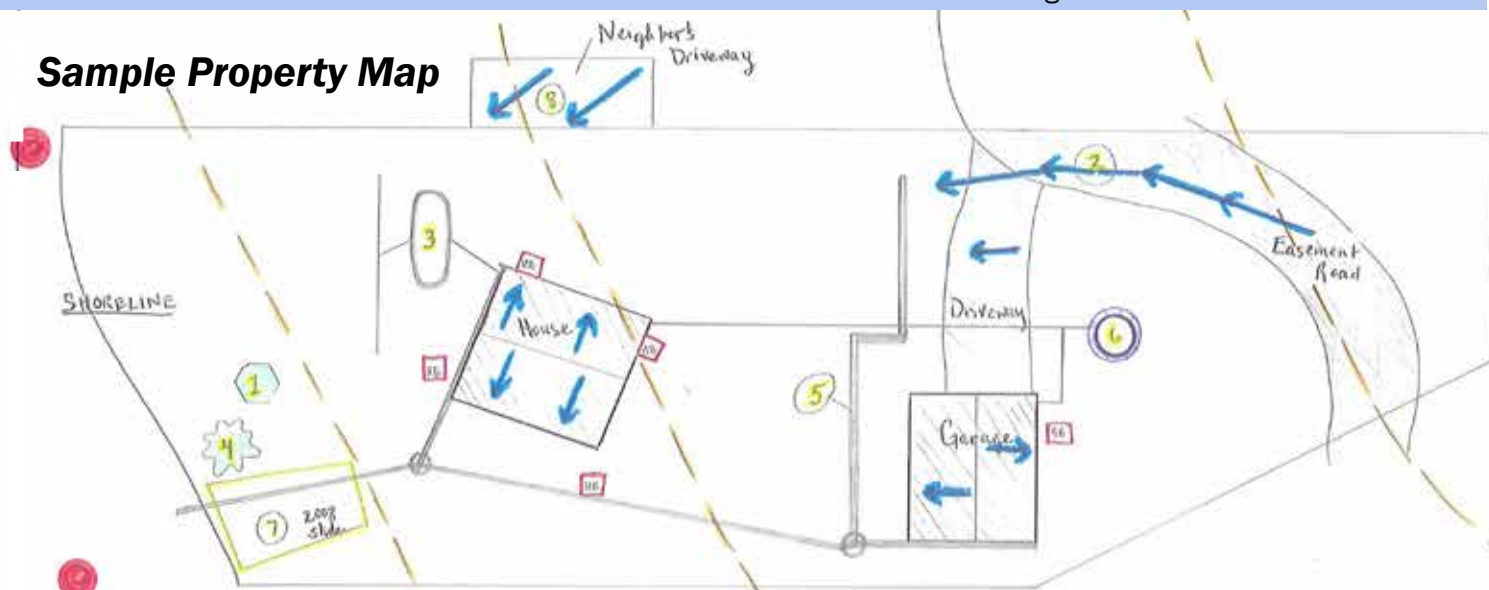 Sample Property Map
Neighbor's
Driveway
8
2
3
Easement
Road
SHORELINE
House
Driveway
6
1
5
4
Garage
7
2002
slide